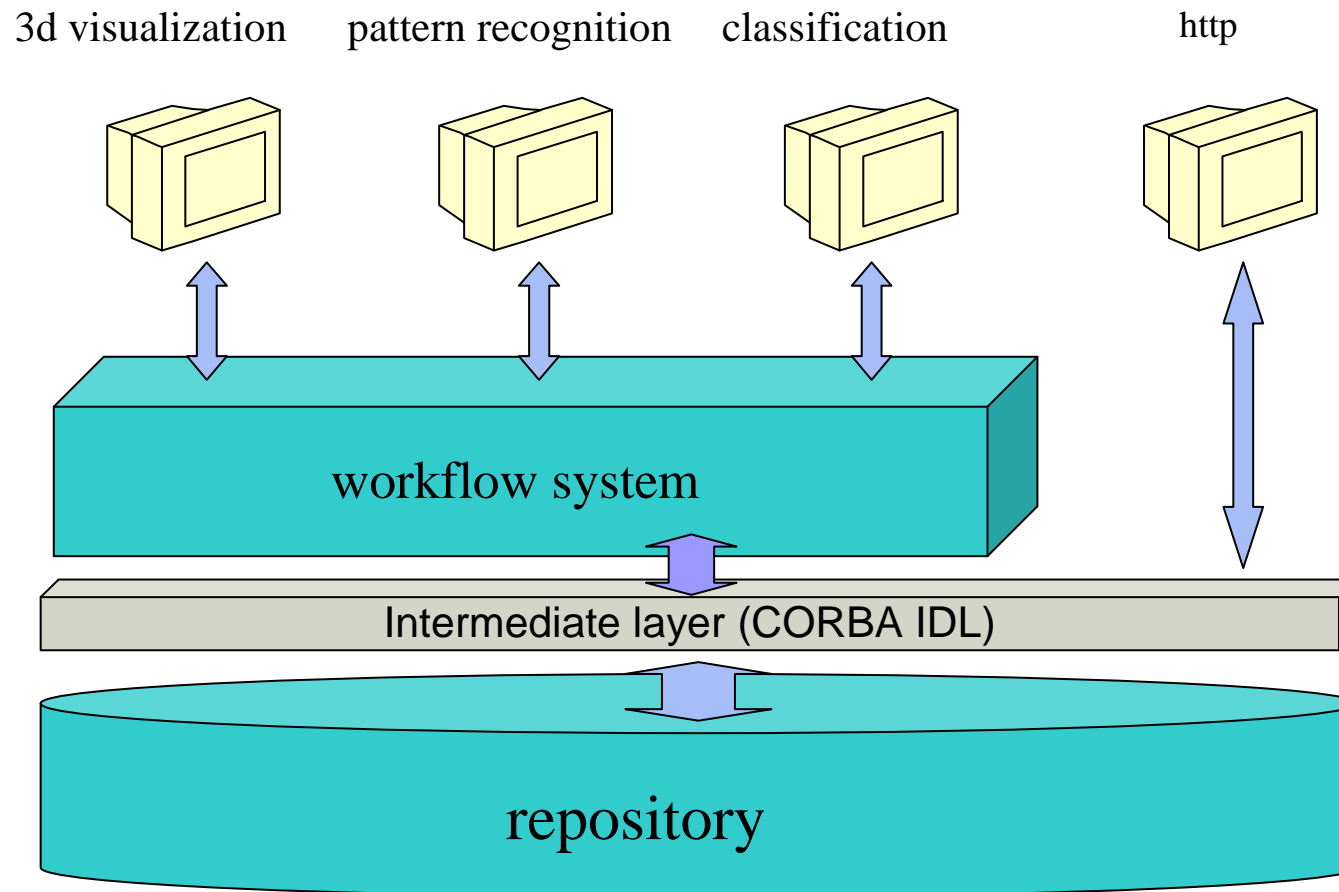 3d visualization pattern recognition classification http
workflow system
Intermediate layer (CORBA IDL)
repository